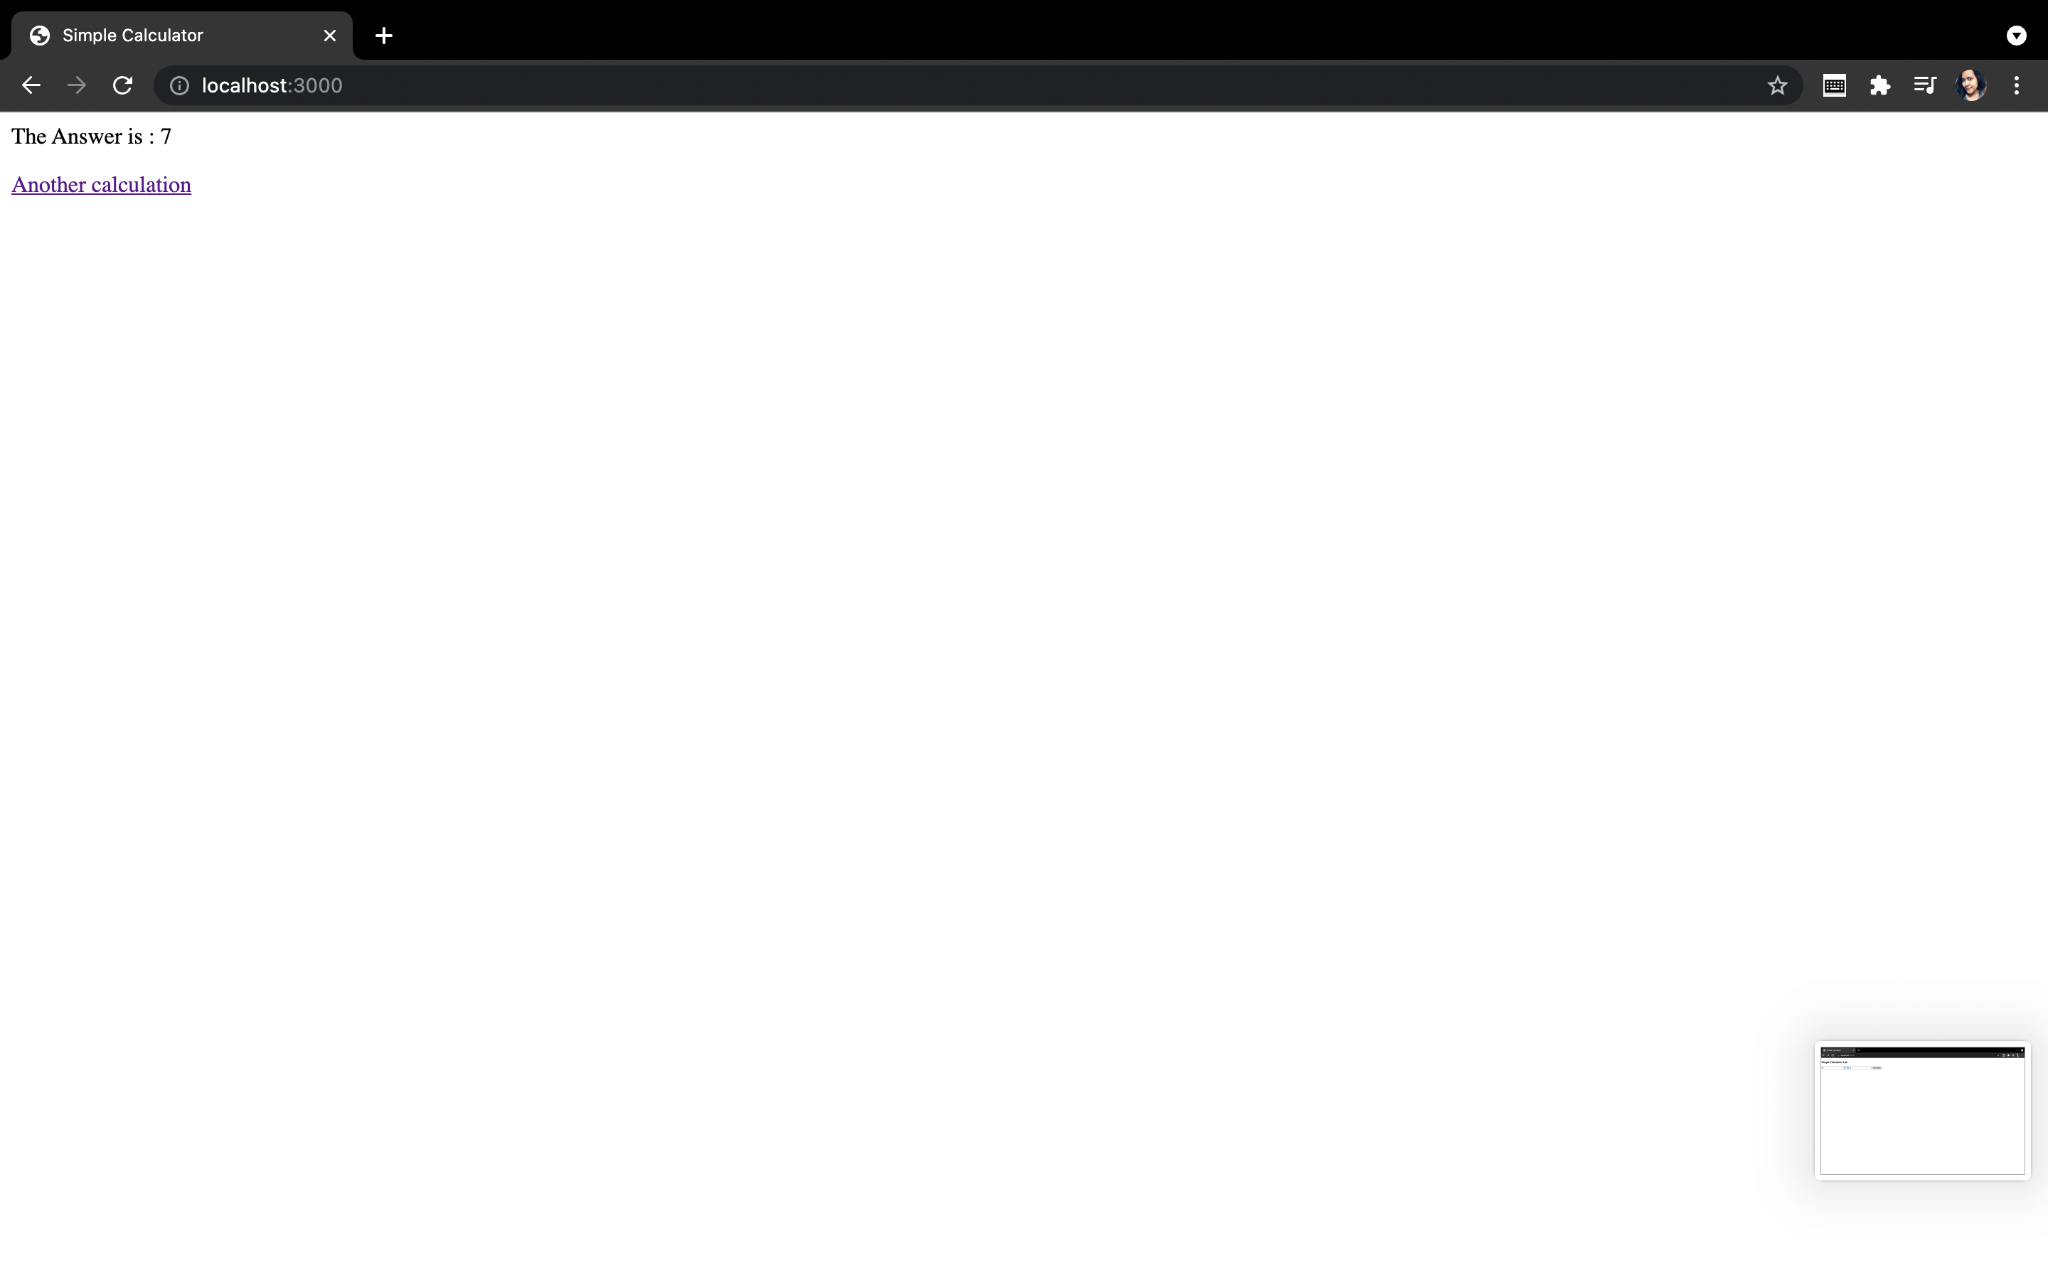 Simple Calculator
localhost:3000
The Answer is : 7
Another calculation